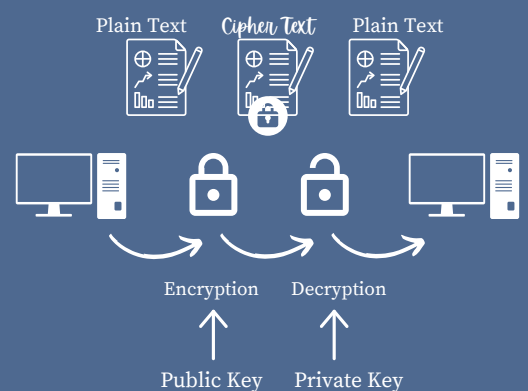 Plain Text Cipher Text Plain Text
Encryption Decryption
Public Key Private Key